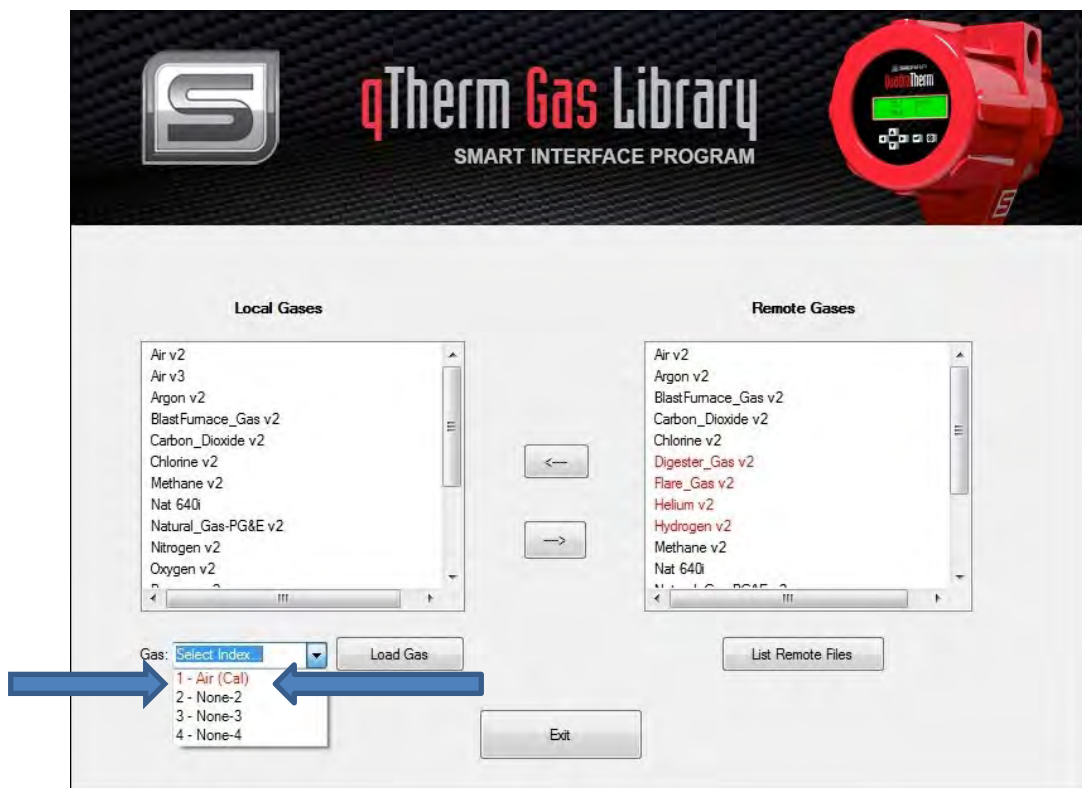 qTherm Gas Library
SMART INTERFACE PROGRAM
QuadraTherm
Local Gases
Air v2
Air v3
Argon v2
BlastFurnace_Gas v2
Carbon_Dioxide v2
Chlorine v2
Methane v2
Nat 640i
Natural_Gas-PG&E v2
Nitrogen v2
Oxygen v2
<---
--->
Remote Gases
Air v2
Argon v2
BlastFurnace_Gas v2
Carbon_Dioxide v2
Chlorine v2
Digester_Gas v2
Flare_Gas v2
Helium v2
Hydrogen v2
Methane v2
Nat 640i
Gas: Select Index... Load Gas
1 - Air (Cal)
2 - None-2
3 - None-3
4 - None-4
List Remote Files
Exit